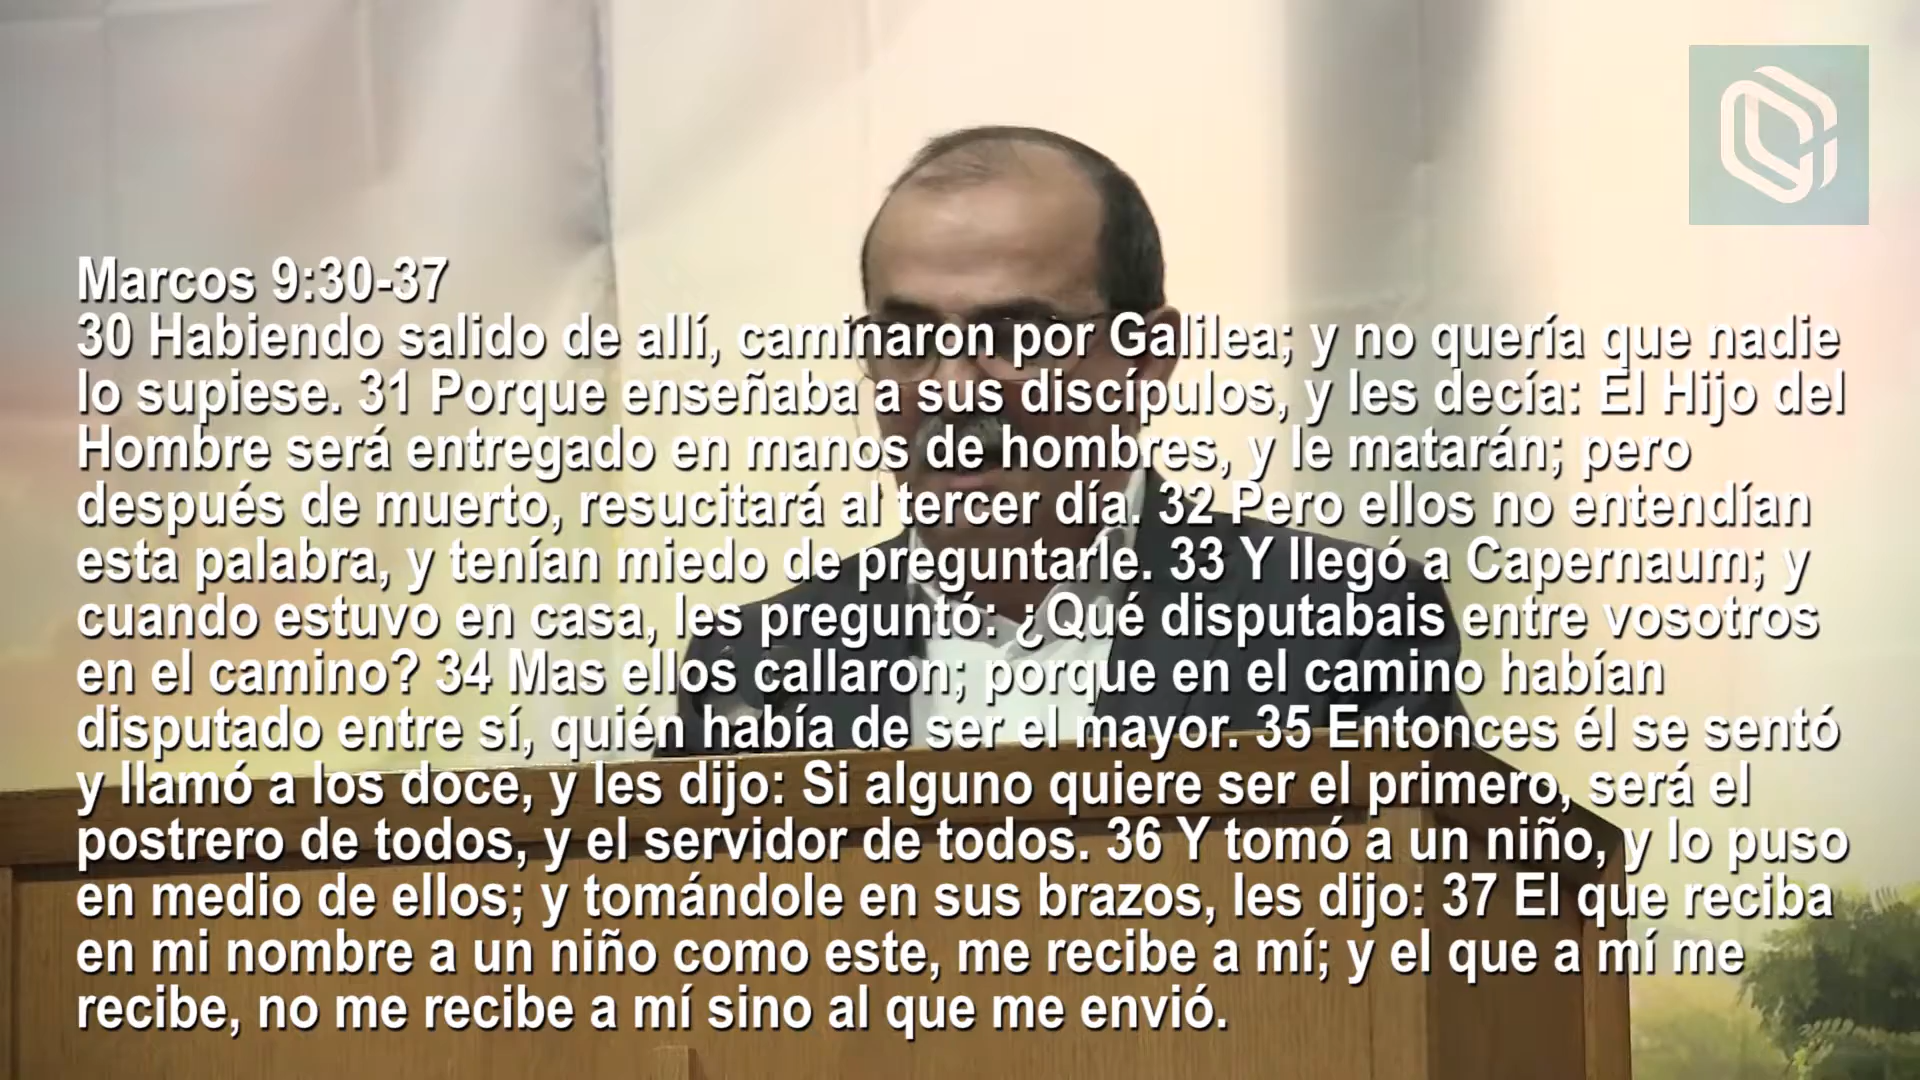 Marcos 9:30-37
30 Habiendo salido de allí, caminaron por Galilea; y no quería que nadie
lo supiese. 31 Porque enseñaba a sus discípulos, y les decía: El Hijo del
Hombre será entregado en manos de hombres, y le matarán; pero
después de muerto, resucitará al tercer día. 32 Pero ellos no entendían
esta palabra, y tenían miedo de preguntarle. 33 Y llegó a Capernaum; y
cuando estuvo en casa, les preguntó: ¿Qué disputabais entre vosotros
en el camino? 34 Mas ellos callaron; porque en el camino habían
disputado entre sí, quién había de ser el mayor. 35 Entonces él se sentó
y llamó a los doce, y les dijo: Si alguno quiere ser el primero, será el
postrero de todos, y el servidor de todos. 36 Y tomó a un niño, y lo puso
en medio de ellos; y tomándole en sus brazos, les dijo: 37 El que reciba
en mi nombre a un niño como este, me recibe a mí; y el que a mí me
recibe, no me recibe a mí sino al que me envió.